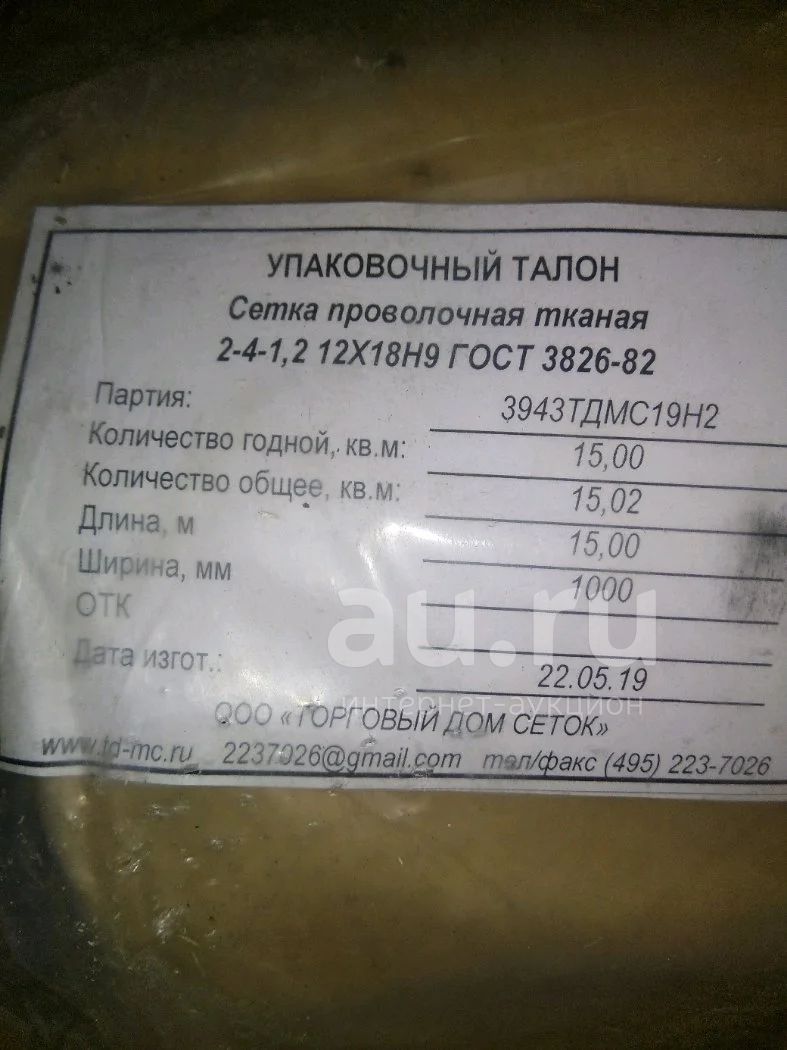 УПАКОВОЧНЫЙ ТАЛОН
Сетка проволочная тканая
2-4-1,2 12Х18Н9 ГОСТ 3826-82
Партия: 3943ТДМС19Н2
Количество годной, кв.м: 15,00
Количество общее, кв.м: 15,02
Длина, м 15,00
Ширина, мм 1000
ОТК
Дата изгот.: 22.05.19
ООО «ТОРГОВЫЙ ДОМ СЕТОК»
www.td-mc.ru 2237026@gmail.com тел/факс (495) 223-7026
au.ru
интернет-аукцион